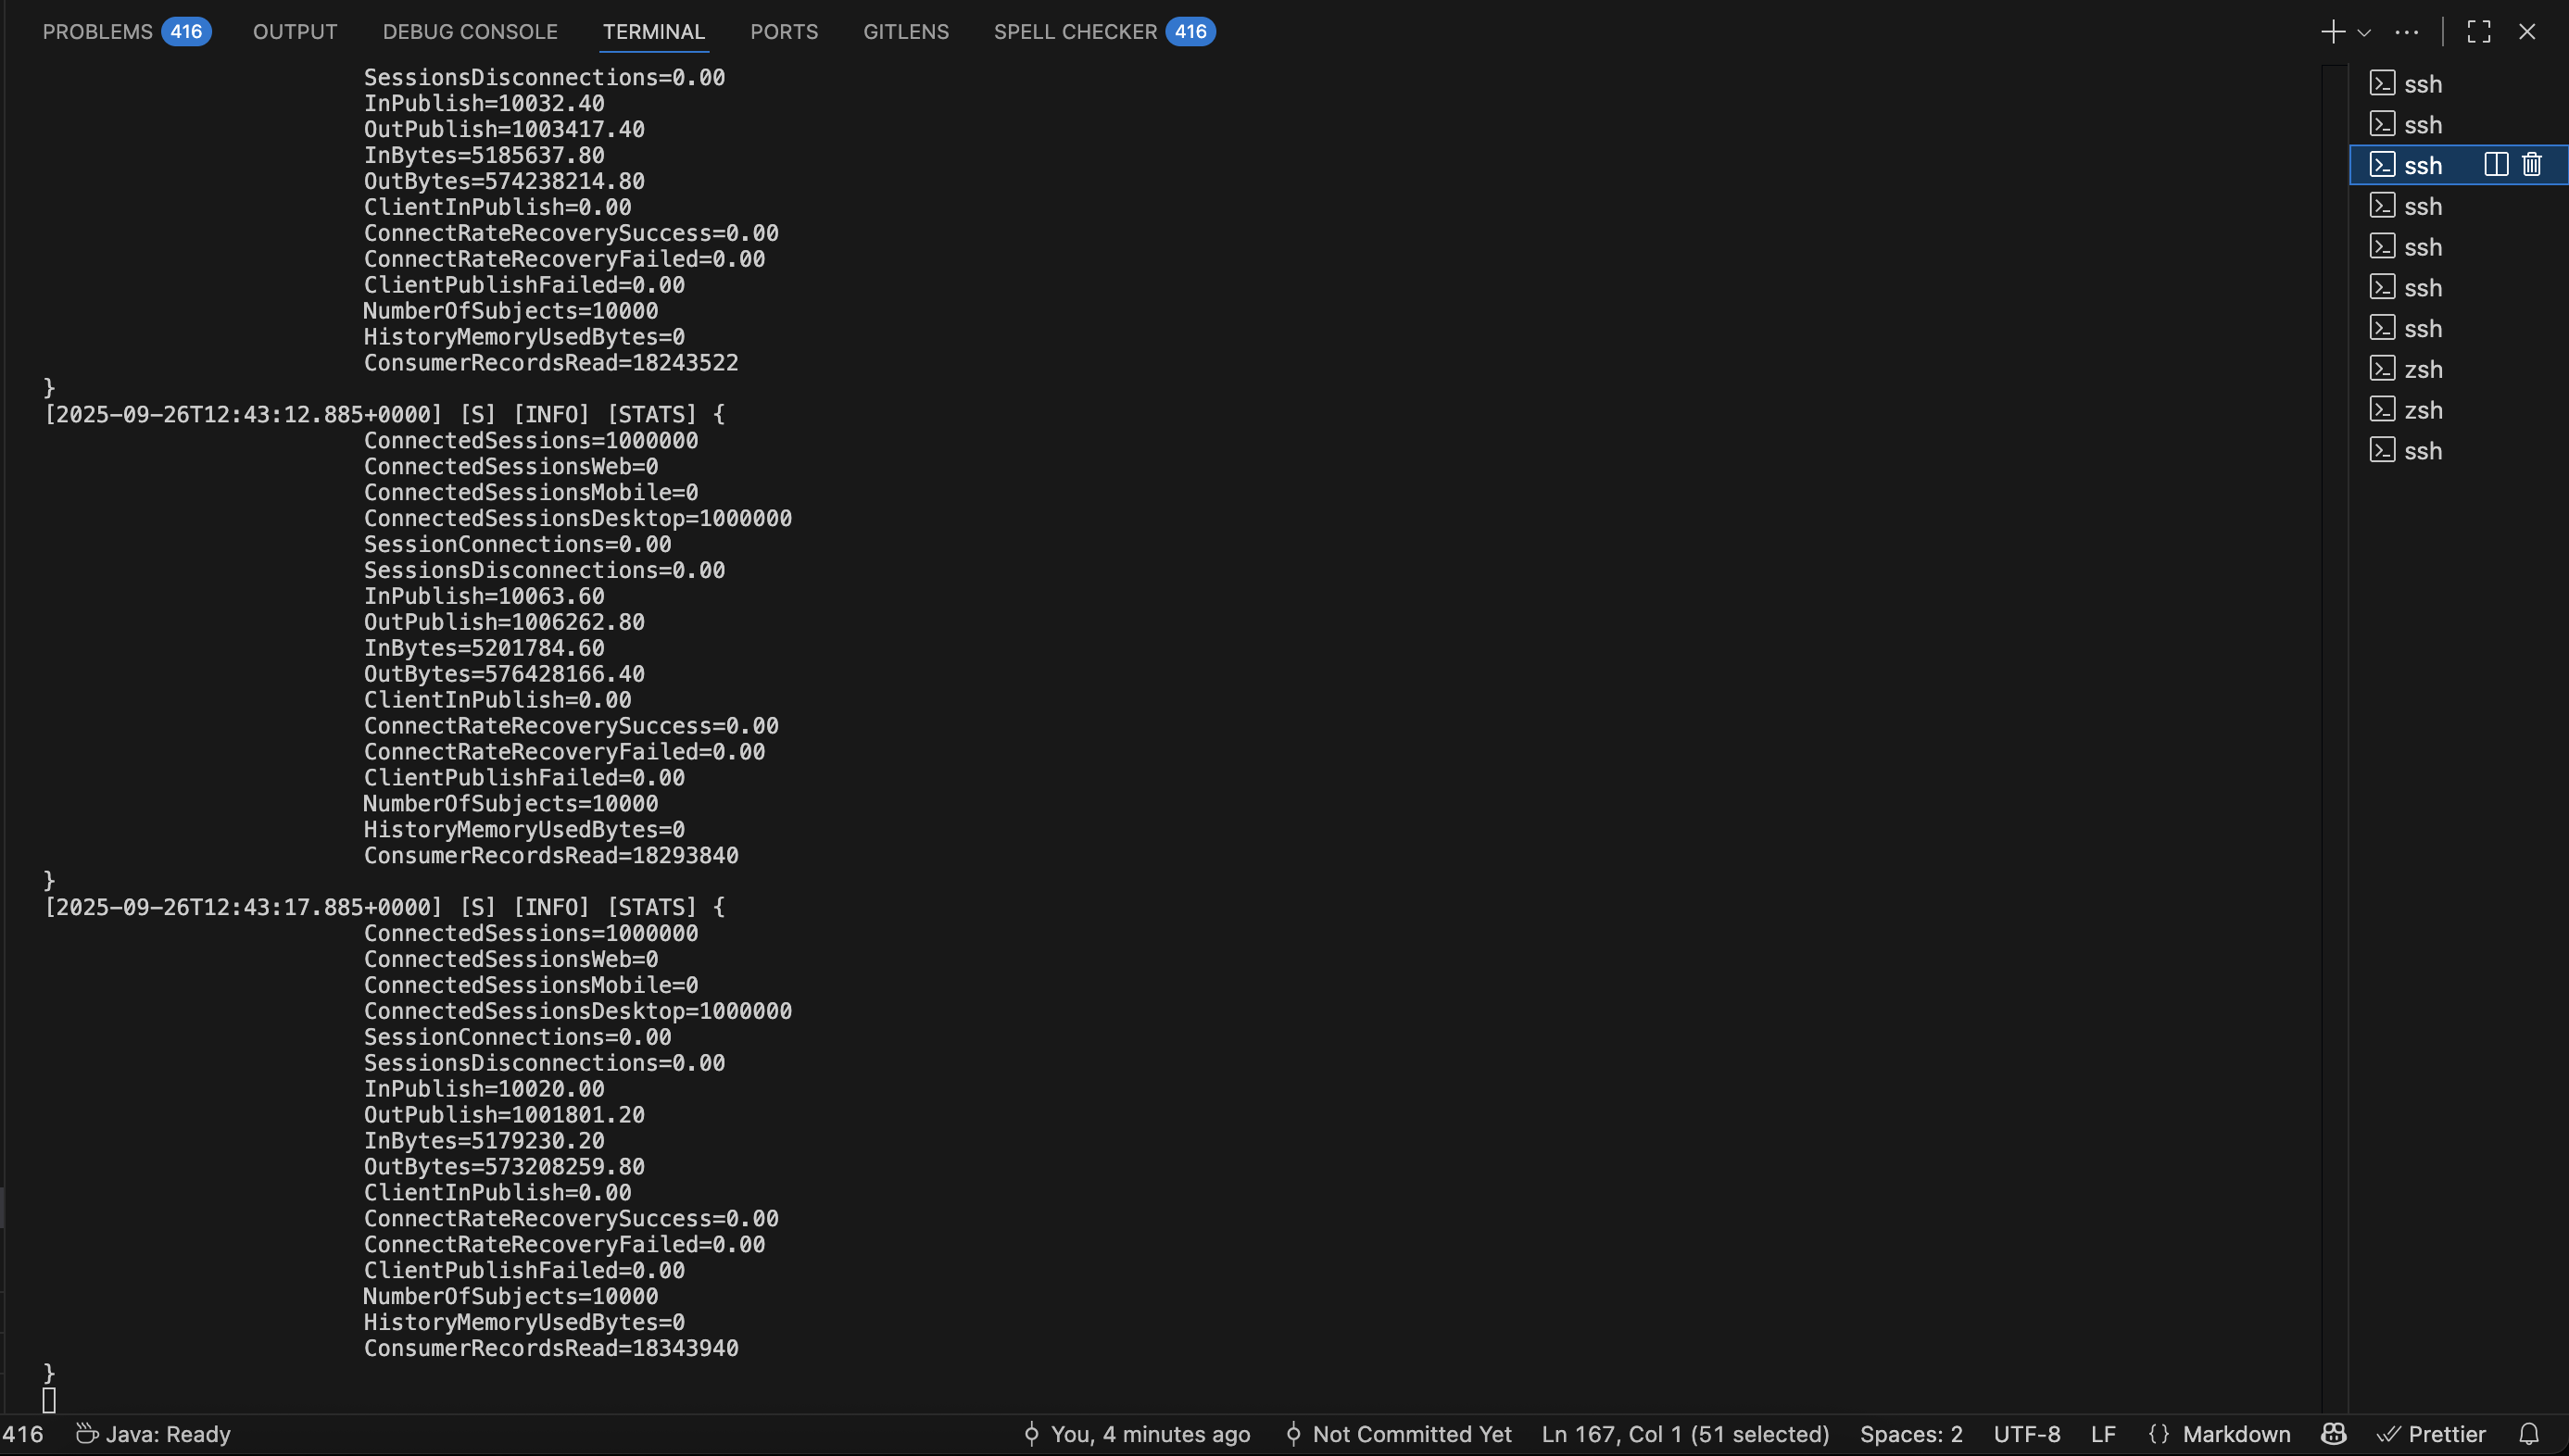 PROBLEMS 416 OUTPUT DEBUG CONSOLE TERMINAL PORTS GITLENS SPELL CHECKER 416
SessionsDisconnections=0.00
InPublish=10032.40
OutPublish=1003417.40
InBytes=5185637.80
OutBytes=574238214.80
ClientInPublish=0.00
ConnectRateRecoverySuccess=0.00
ConnectRateRecoveryFailed=0.00
ClientPublishFailed=0.00
NumberOfSubjects=10000
HistoryMemoryUsedBytes=0
ConsumerRecordsRead=18243522
}
[2025-09-26T12:43:12.885+0000] [S] [INFO] [STATS] {
ConnectedSessions=1000000
ConnectedSessionsWeb=0
ConnectedSessionsMobile=0
ConnectedSessionsDesktop=1000000
SessionConnections=0.00
SessionsDisconnections=0.00
InPublish=10063.60
OutPublish=1006262.80
InBytes=5201784.60
OutBytes=576428166.40
ClientInPublish=0.00
ConnectRateRecoverySuccess=0.00
ConnectRateRecoveryFailed=0.00
ClientPublishFailed=0.00
NumberOfSubjects=10000
HistoryMemoryUsedBytes=0
ConsumerRecordsRead=18293840
}
[2025-09-26T12:43:17.885+0000] [S] [INFO] [STATS] {
ConnectedSessions=1000000
ConnectedSessionsWeb=0
ConnectedSessionsMobile=0
ConnectedSessionsDesktop=1000000
SessionConnections=0.00
SessionsDisconnections=0.00
InPublish=10020.00
OutPublish=1001801.20
InBytes=5179230.20
OutBytes=573208259.80
ClientInPublish=0.00
ConnectRateRecoverySuccess=0.00
ConnectRateRecoveryFailed=0.00
ClientPublishFailed=0.00
NumberOfSubjects=10000
HistoryMemoryUsedBytes=0
ConsumerRecordsRead=18343940
}
ssh
ssh
ssh
ssh
ssh
ssh
ssh
zsh
zsh
ssh
416 Java: Ready You, 4 minutes ago Not Committed Yet Ln 167, Col 1 (51 selected) Spaces: 2 UTF-8 LF {} Markdown Prettier